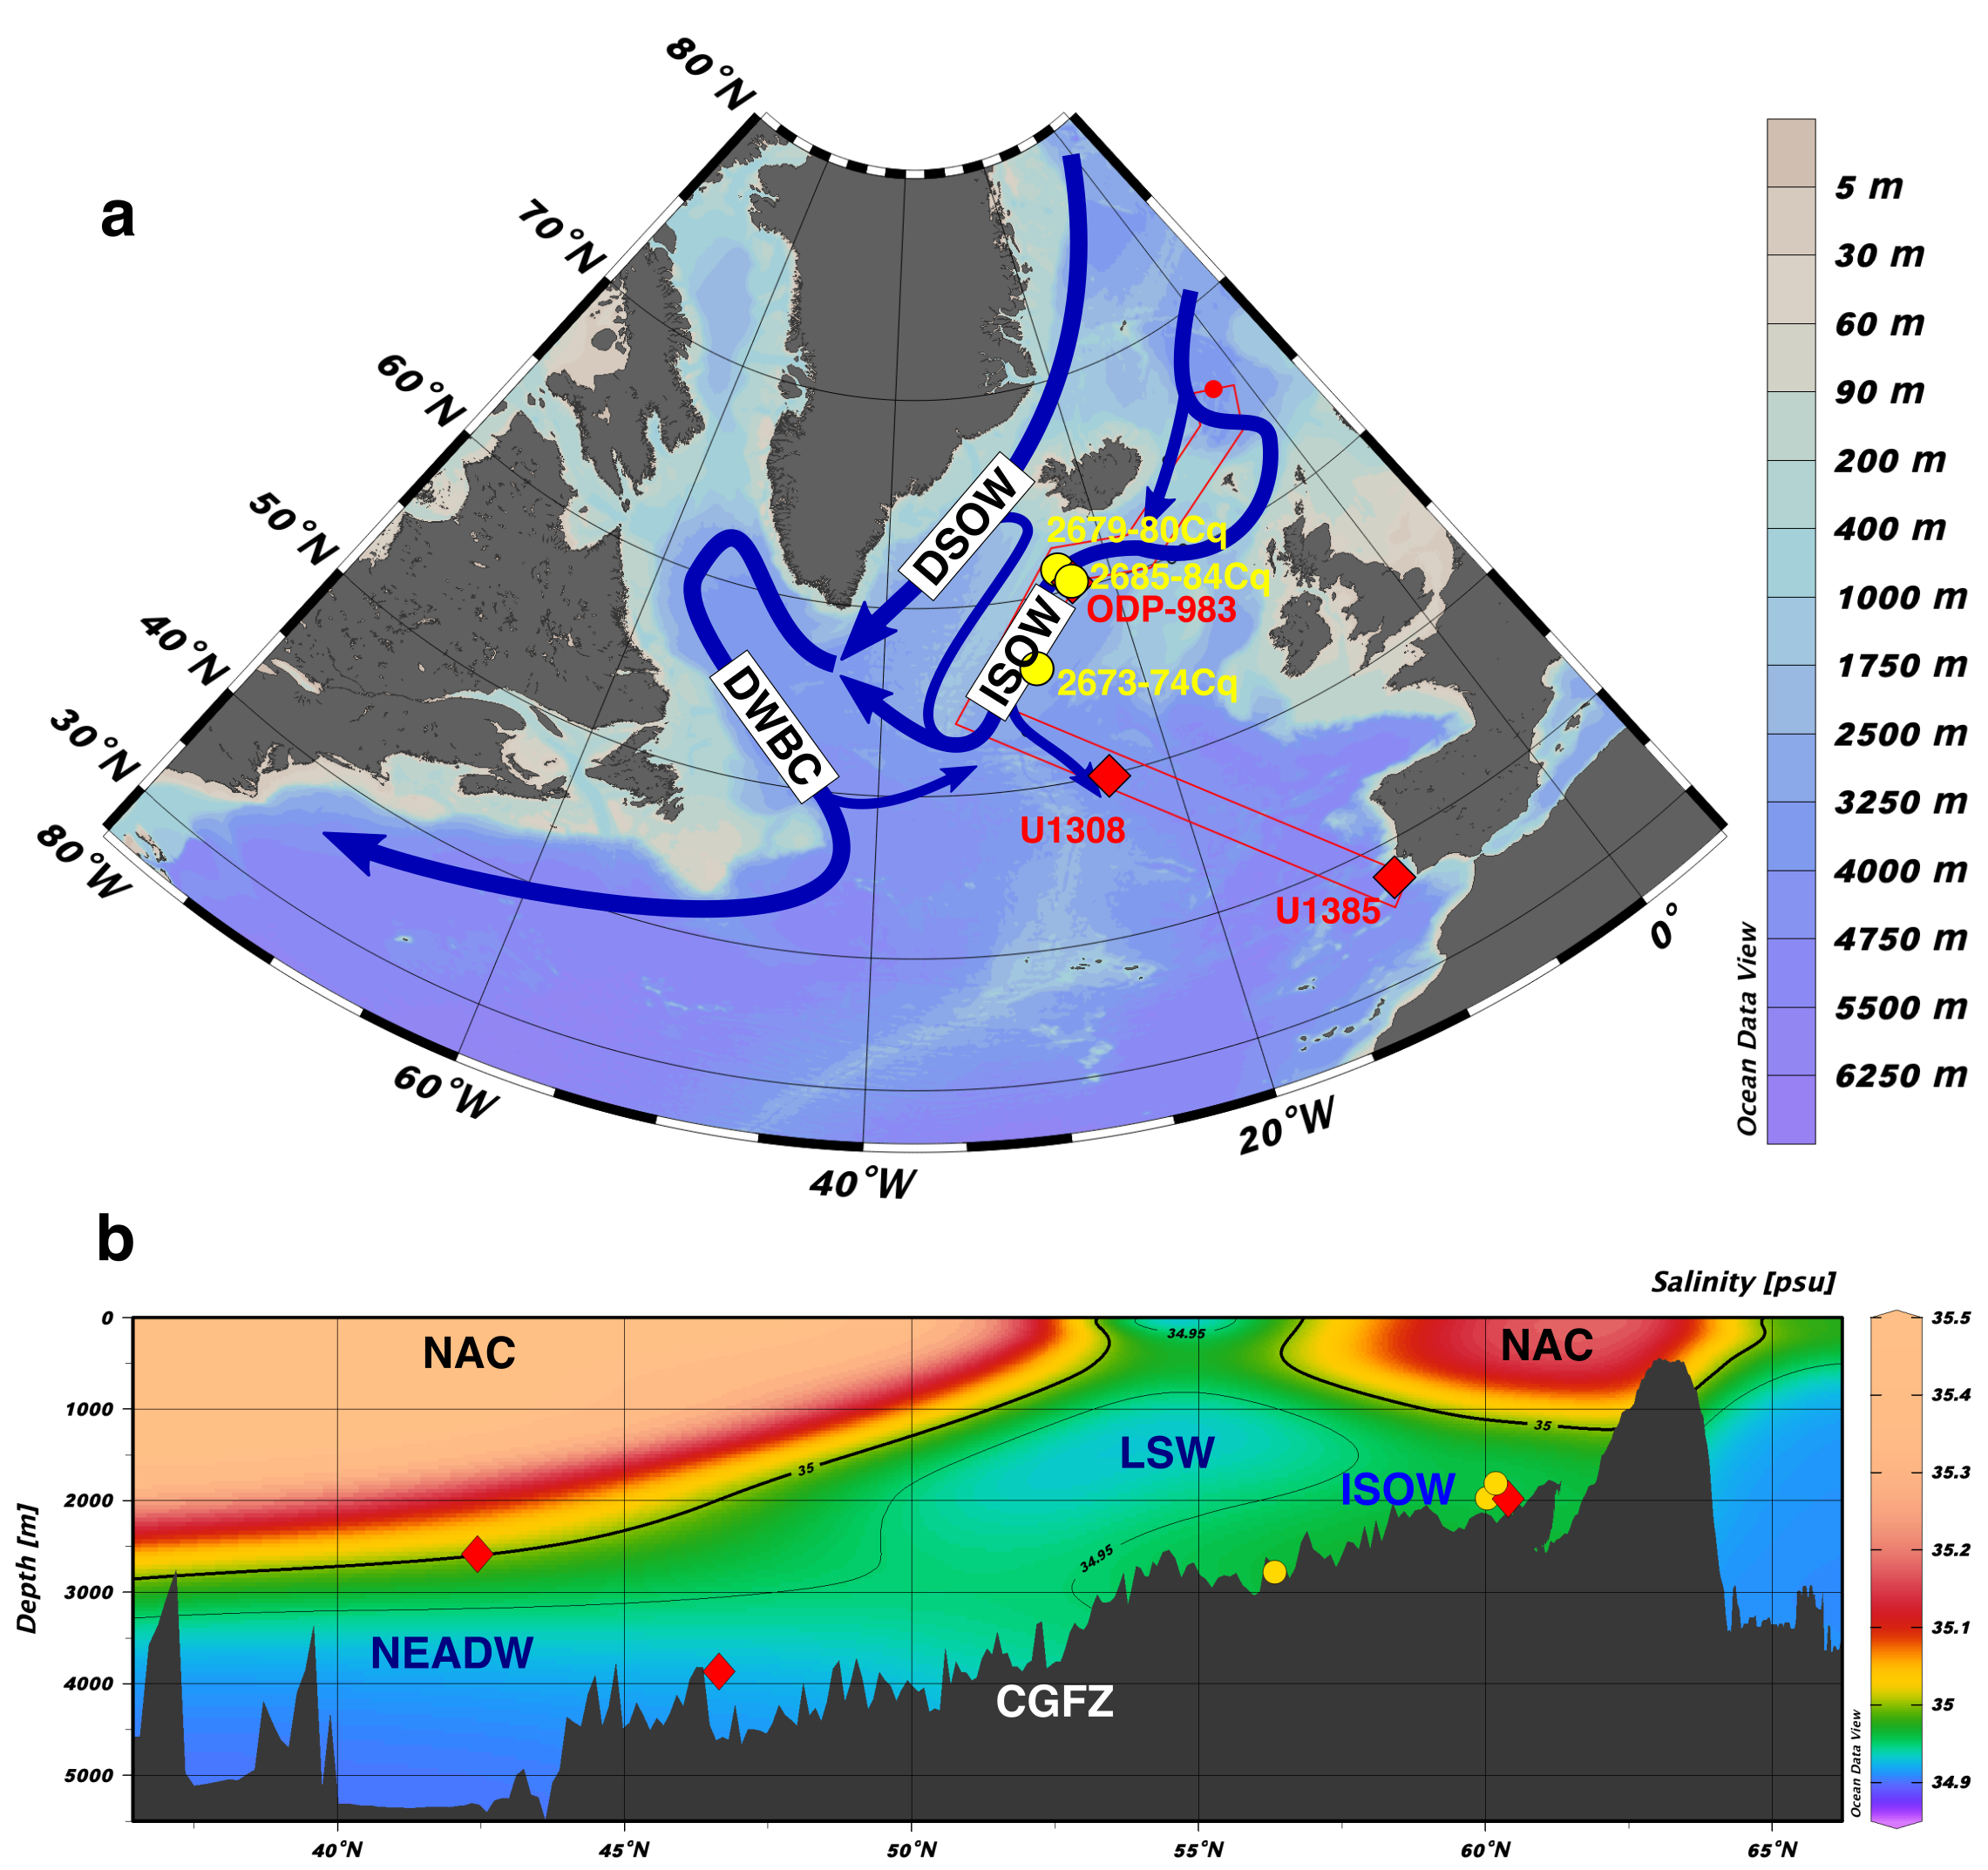 a
80°N
70°N
60°N
50°N
40°N
30°N
80°W
60°W
40°W
20°W
0°
DSOW
ISOW
DWBC
2679-80Cq
2685-84Cq
ODP-983
2673-74Cq
U1308
U1385
5 m
30 m
60 m
90 m
200 m
400 m
1000 m
1750 m
2500 m
3250 m
4000 m
4750 m
5500 m
6250 m
Ocean Data View
b
Salinity [psu]
Depth [m]
0
1000
2000
3000
4000
5000
NAC
34.95
NAC
35
35
LSW
ISOW
34.95
NEADW
CGFZ
40°N
45°N
50°N
55°N
60°N
65°N
35.5
35.4
35.3
35.2
35.1
35
34.9
Ocean Data View